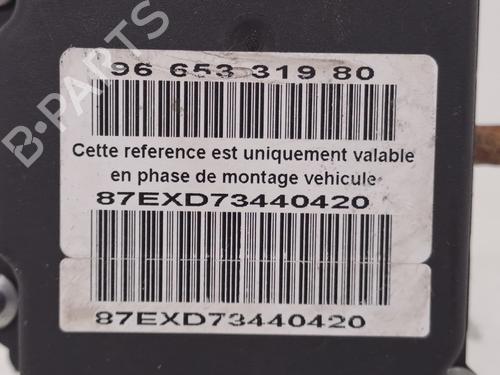 96 653 319 80
Cette reference est uniquement valable
en phase de montage vehicule
87EXD73440420
87EXD73440420
B-PARTS